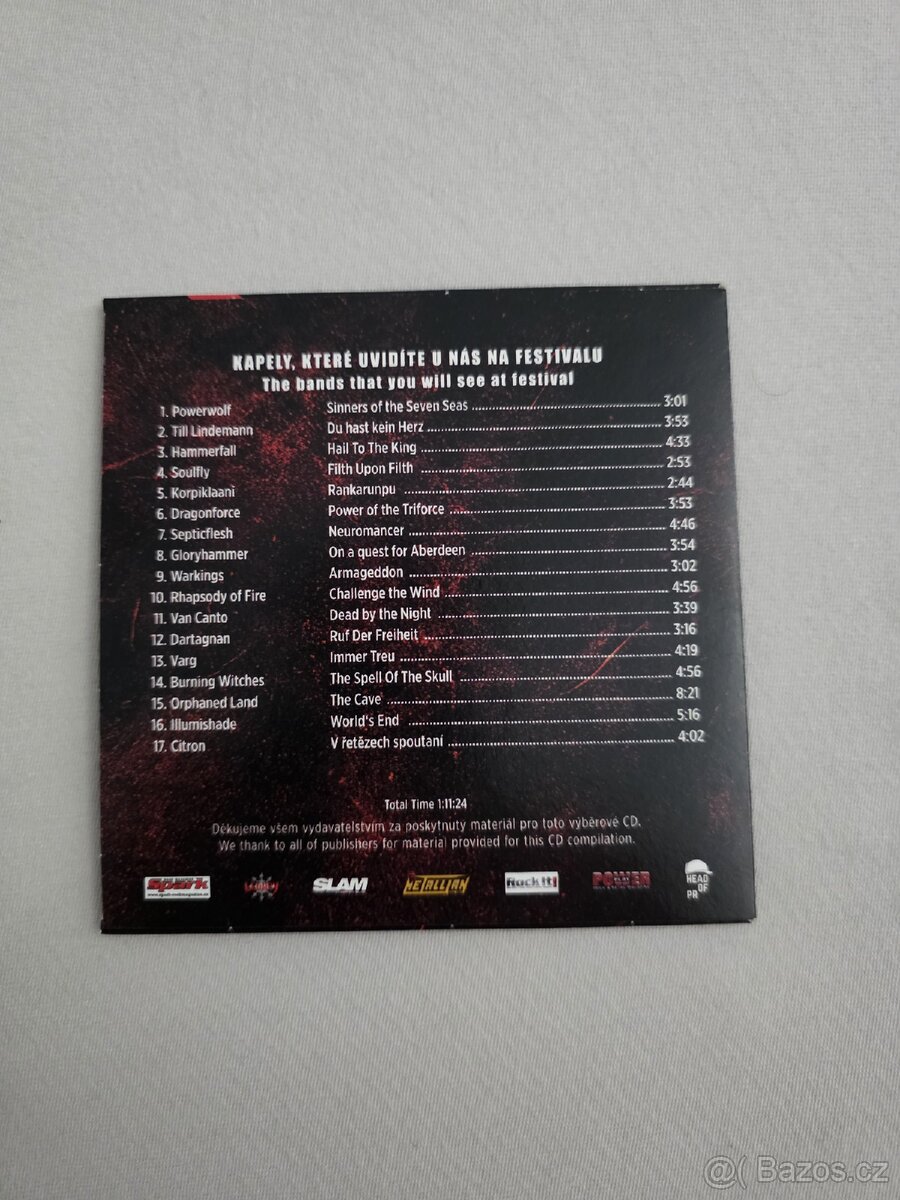 KAPELY, KTERÉ UVIDÍTE U NÁS NA FESTIVALU
The bands that you will see at festival
1. Powerwolf Sinners of the Seven Seas 3:01
2. Till Lindemann Du hast kein Herz 3:53
3. Hammerfall Hail To The King 4:33
4. Soulfly Filth Upon Filth 2:53
5. Korpiklaani Rankarunpu 2:44
6. Dragonforce Power of the Triforce 3:53
7. Septicflesh Neuromancer 4:46
8. Gloryhammer On a quest for Aberdeen 3:54
9. Warkings Armageddon 3:02
10. Rhapsody of Fire Challenge the Wind 4:56
11. Van Canto Dead by the Night 3:39
12. Dartagnan Ruf Der Freiheit 3:16
13. Varg Immer Treu 4:19
14. Burning Witches The Spell Of The Skull 4:56
15. Orphaned Land The Cave 8:21
16. Illumishade World's End 5:16
17. Citron V řetězech spoutaní 4:02
Total Time 1:11:24
Děkujeme všem vydavatelstvím za poskytnuty materiál pro toto výběrové CD.
We thank to all of publishers for material provided for this CD compilation.
Spark SLAM METALLIAN Rock It! POWER HEAD OF PR
@( Bazos.cz